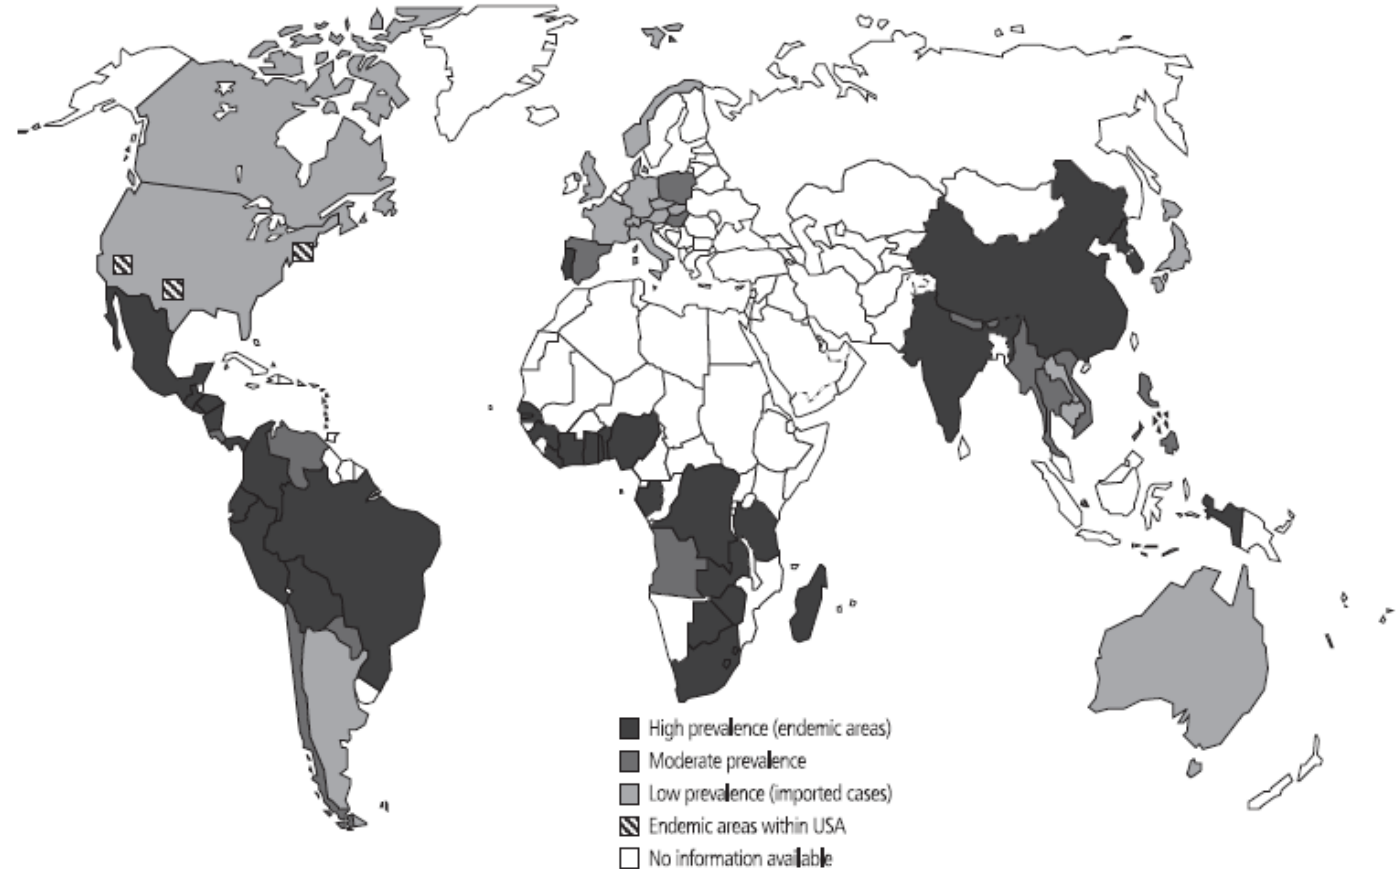 High prevalence (endemic areas)
Moderate prevalence
Low prevalence (imported cases)
Endemic areas within USA
No information available